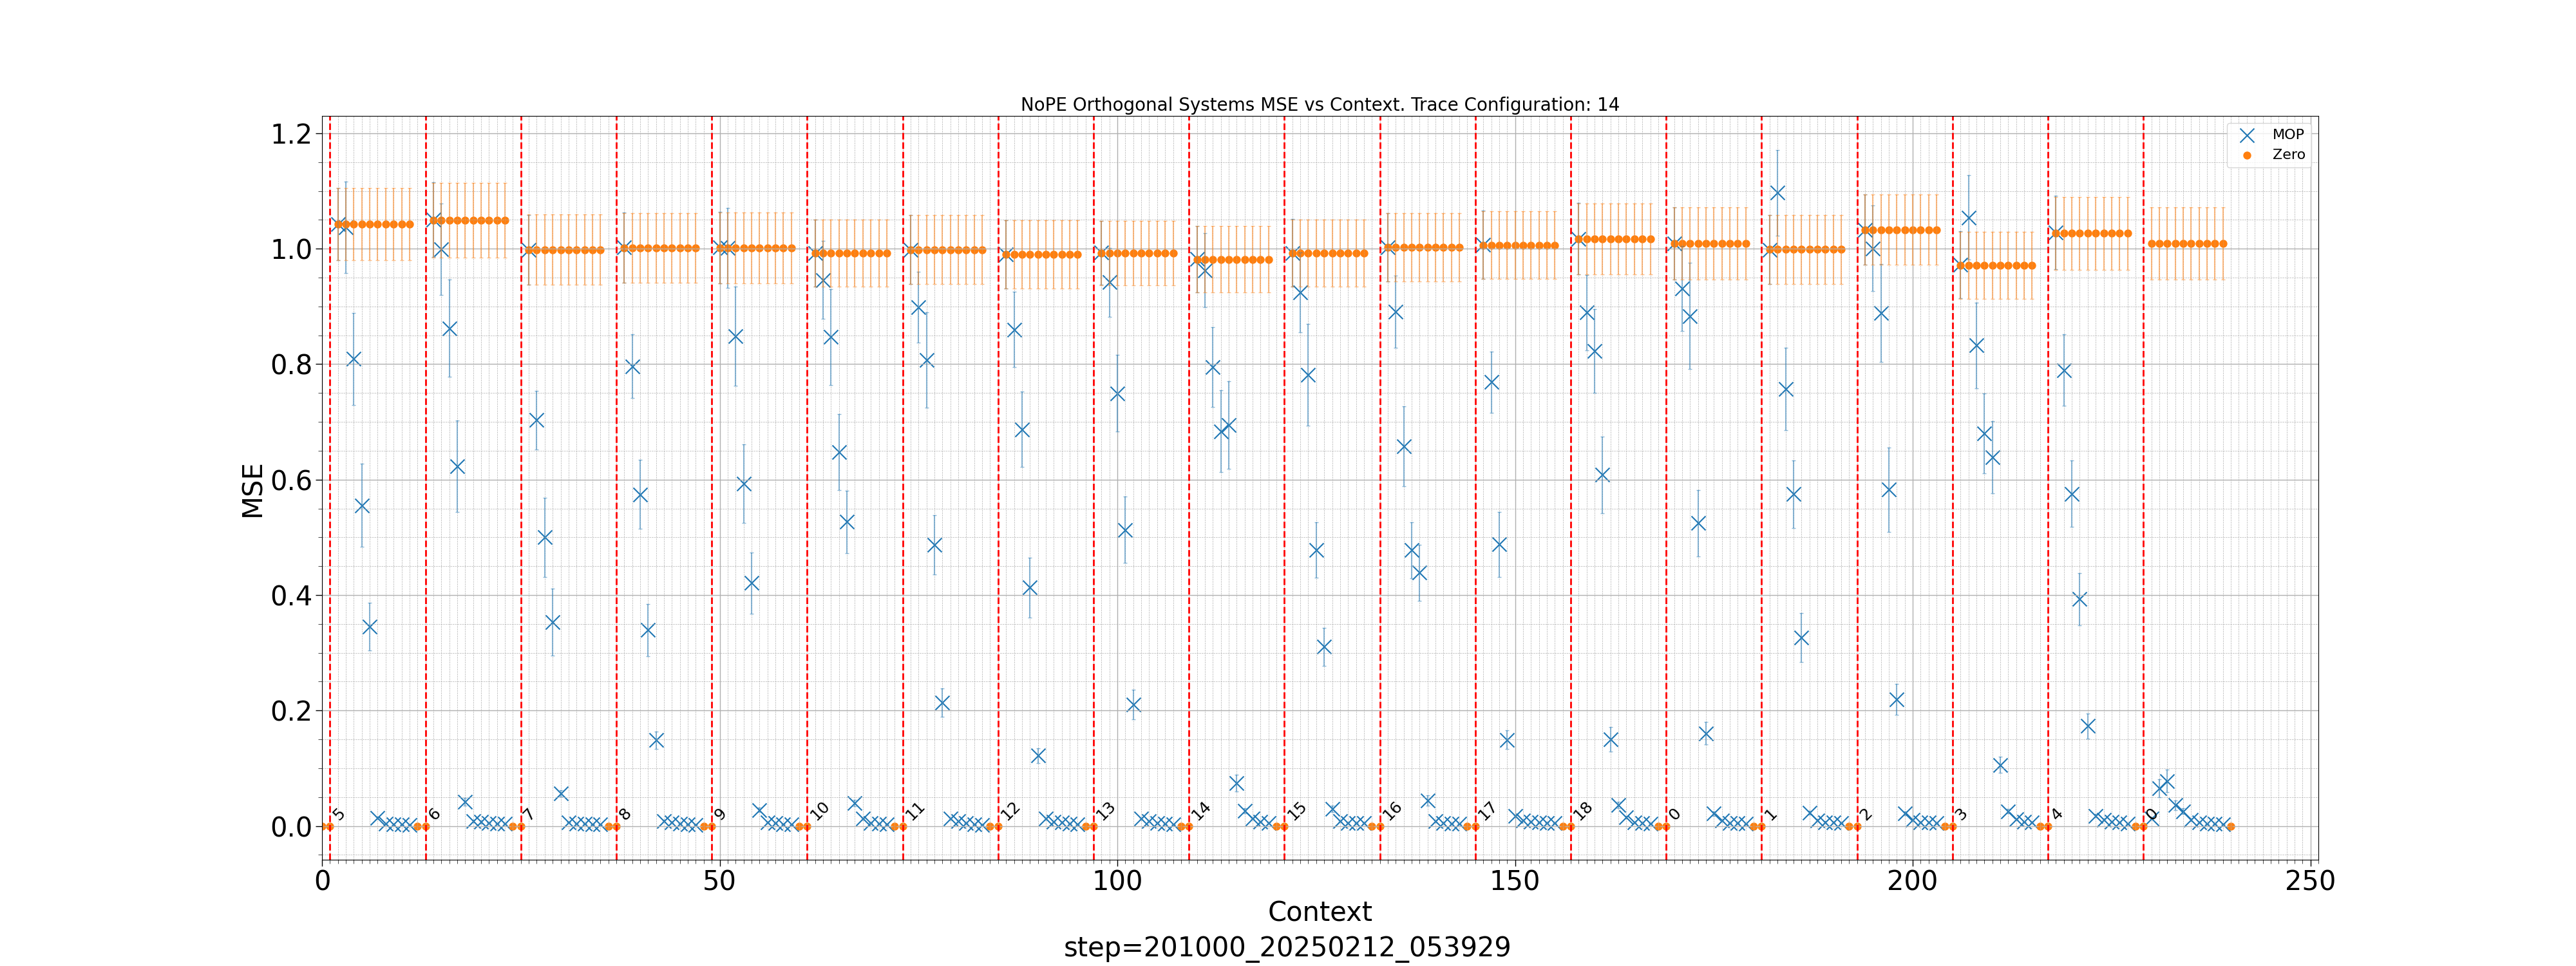 NoPE Orthogonal Systems MSE vs Context. Trace Configuration: 14
MOP
Zero
MSE
1.2
1.0
0.8
0.6
0.4
0.2
0.0
5 6 7 8 9 10 11 12 13 14 15 16 17 18 0 1 2 3 4 0
0 50 100 150 200 250
Context
step=201000_20250212_053929